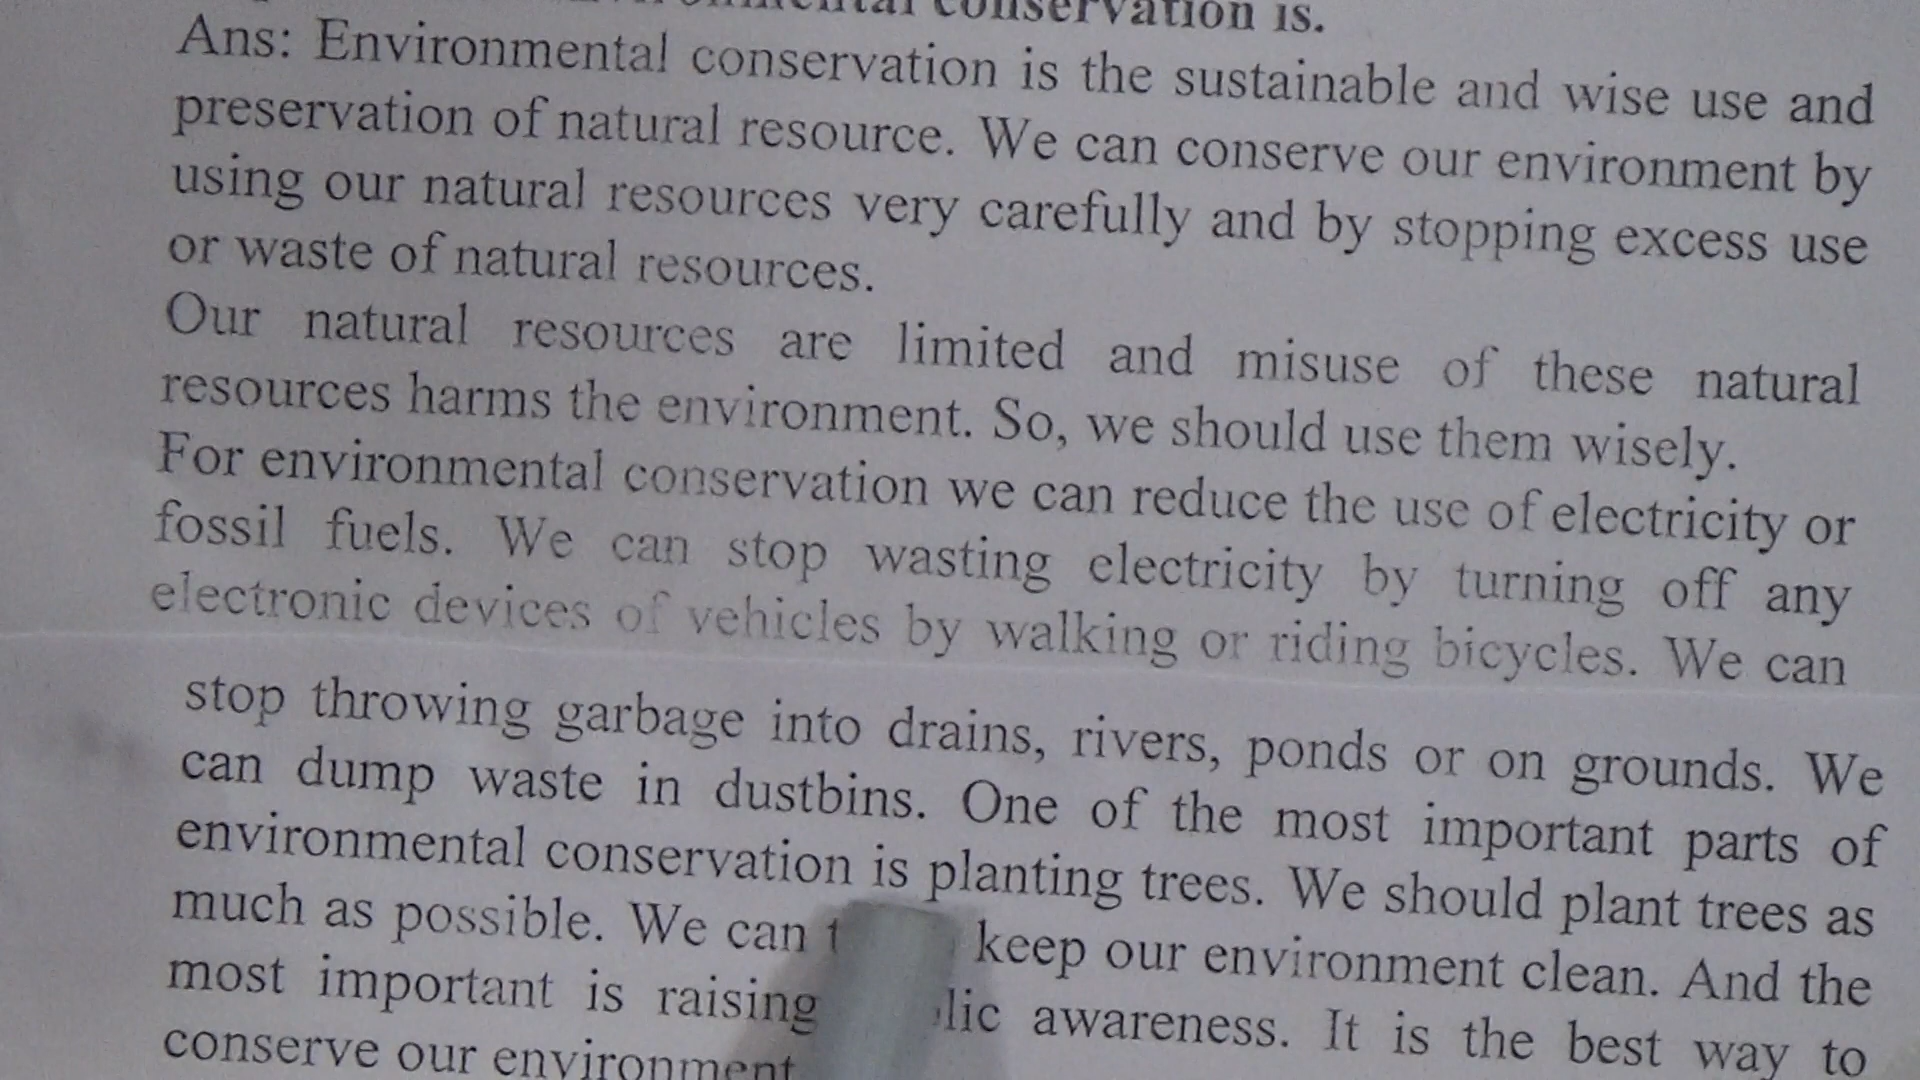 conservation is.
Ans: Environmental conservation is the sustainable and wise use and
preservation of natural resource. We can conserve our environment by
using our natural resources very carefully and by stopping excess use
or waste of natural resources.
Our natural resources are limited and misuse of these natural
resources harms the environment. So, we should use them wisely.
For environmental conservation we can reduce the use of electricity or
fossil fuels. We can stop wasting electricity by turning off any
electronic devices of vehicles by walking or riding bicycles. We can
stop throwing garbage into drains, rivers, ponds or on grounds. We
can dump waste in dustbins. One of the most important parts of
environmental conservation is planting trees. We should plant trees as
much as possible. We can keep our environment clean. And the
most important is raising awareness. It is the best way to
conserve our environment